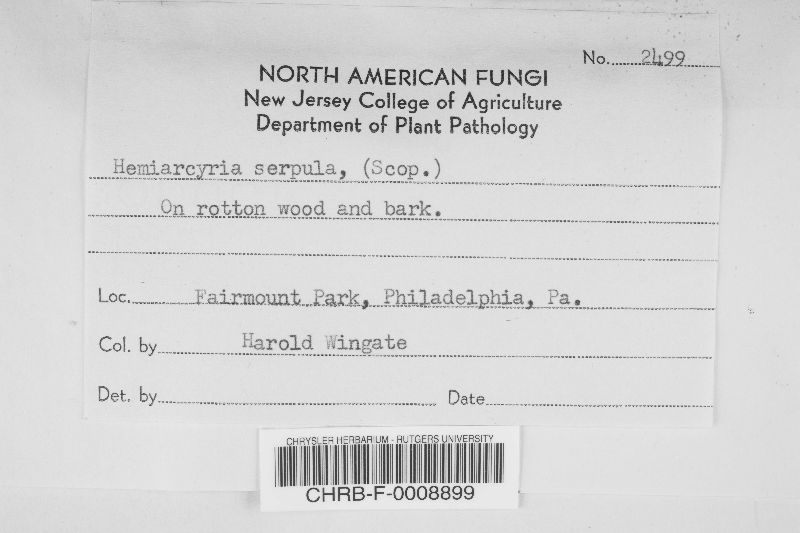 No. 2499
NORTH AMERICAN FUNGI
New Jersey College of Agriculture
Department of Plant Pathology
Hemiarcyria serpula, (Scop.)
On rotton wood and bark.
Loc. Fairmount Park, Philadelphia, Pa.
Col. by Harold Wingate
Det. by Date
CHRYSLER HERBARIUM - RUTGERS UNIVERSITY
CHRB-F-0008899